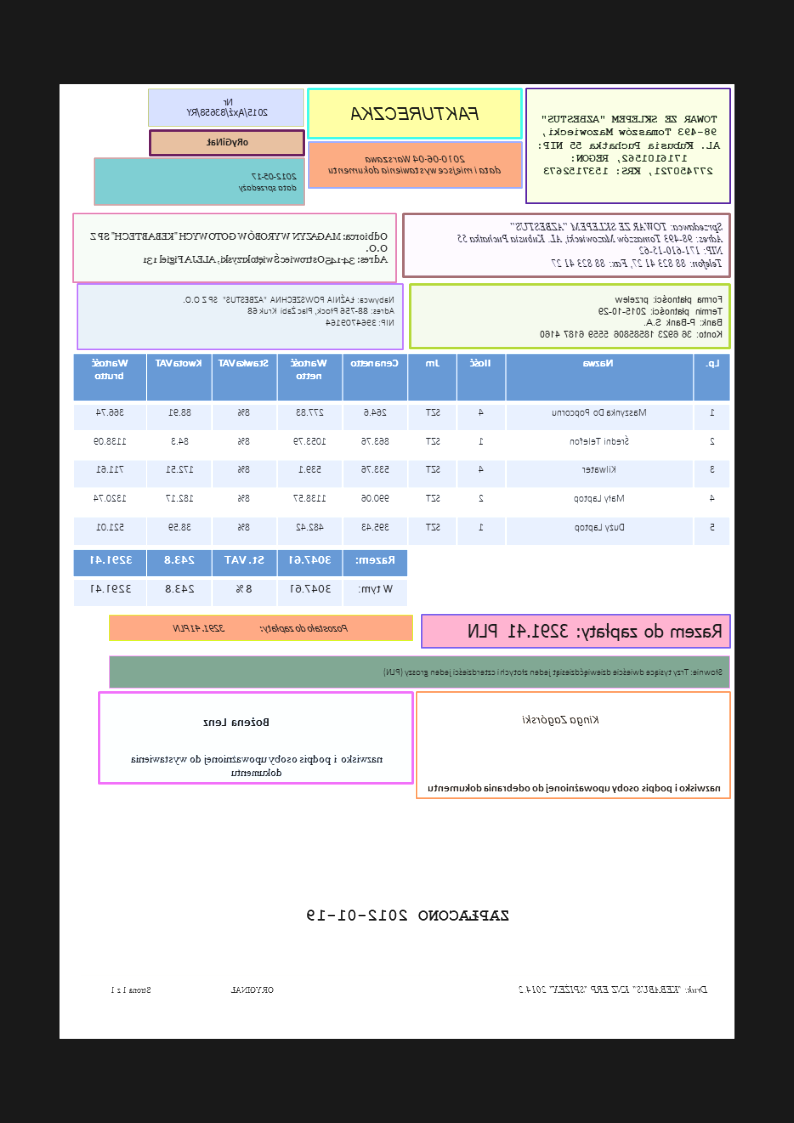 TOWAR ZE SKLEPEM "AZBESTUS"
98-493 Tomaszów Mazowiecki,
AL. Kubusia Puchatka 55 NIP:
1716101562, REGON:
277450721, KRS: 1537152673
FAKTURECZKA
2010-06-04 Warszawa
data i miejsce wystawienia dokumentu
Nr
2015/Axż/83658/RY
oRyGiNał
2012-05-17
data sprzedaży
Sprzedawca: TOWAR ZE SKLEPEM "AZBESTUS"
Adres: 98-493 Tomaszów Mazowiecki, AL. Kubusia Puchatka 55
NIP: 171-610-15-62
Telefon: 88 823 41 27, Fax: 88 823 41 27
Odbiorca: MAGAZYN WYROBÓW GOTOWYCH "KEBABTECH" SP Z
O.O.
Adres: 34-145 Ostrowiec Świętokrzyski, ALEJA Figiel 131
Forma płatności: przelew
Termin płatności: 2015-10-29
Bank: P-Bank S.A.
Konto: 36 6923 18585806 5559 6187 4160
Nabywca: ŁAŹNIA POWSZECHNA "AZBESTUS" SP Z O.O.
Adres: 88-756 Płock, Plac Żabi Kruk 68
NIP: 3964709164
Lp. Nazwa Ilość Jm Cena netto Wartość netto Stawka VAT Kwota VAT Wartość brutto
1 Maszynka Do Popcornu 4 SZT 264.6 277.83 8% 88.91 366.74
2 Średni Telefon 1 SZT 863.76 1053.79 8% 84.3 1138.09
3 Kilwater 4 SZT 533.76 539.1 8% 172.51 711.61
4 Mały Laptop 2 SZT 990.06 1138.57 8% 182.17 1320.74
5 Duży Laptop 1 SZT 395.43 482.42 8% 38.59 521.01
Razem: 3047.61 St. VAT 243.8 3291.41
W tym: 3047.61 8 % 243.8 3291.41
Razem do zapłaty: 3291.41 PLN
Pozostało do zapłaty: 3291.41 PLN
Słownie: Trzy tysiące dwieście dziewięćdziesiąt jeden złotych i czterdzieści jeden groszy (PLN)
Kinga Zagórski
nazwisko i podpis osoby upoważnionej do odebrania dokumentu
Bożena Lenz
nazwisko i podpis osoby upoważnionej do wystawienia
dokumentu
ZAPŁACONO 2012-01-19
Druk: "KEBABUS" KNZ ERP "SPIŻEX" 2014.2
ORYGINAŁ
Strona 1 z 1